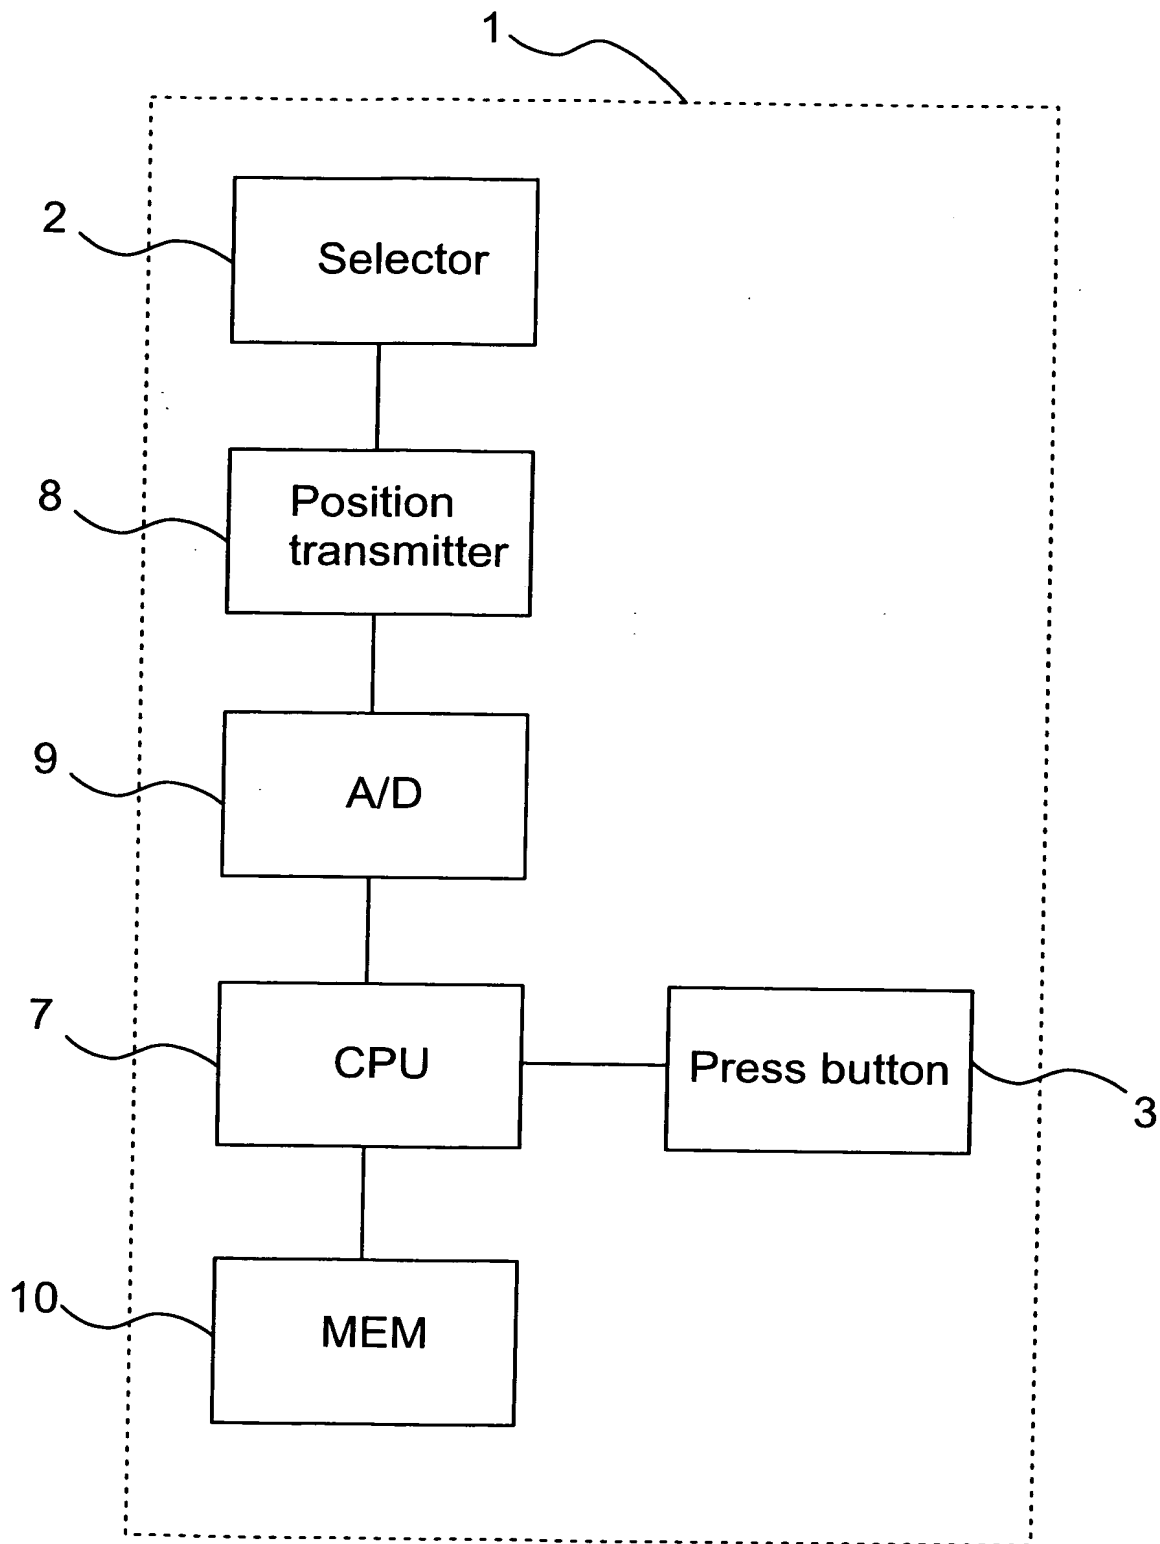 1
2
Selector
8
Position
transmitter
9
A/D
7
CPU
Press button
3
10
MEM